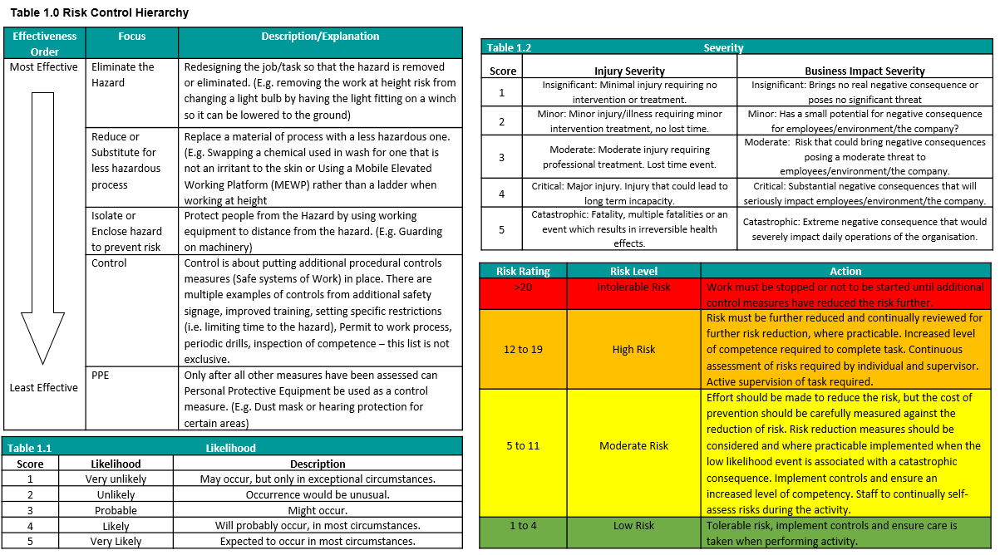 Table 1.0 Risk Control Hierarchy
Effectiveness Order
Focus
Description/Explanation
Most Effective
Eliminate the
Hazard
Redesigning the job/task so that the hazard is removed
or eliminated. (E.g. removing the work at height risk from
changing a light bulb by having the light fitting on a winch
so it can be lowered to the ground)
Reduce or
Substitute for
less hazardous
process
Replace a material of process with a less hazardous one.
(E.g. Swapping a chemical used in wash for one that is
not an irritant to the skin or Using a Mobile Elevated
Working Platform (MEWP) rather than a ladder when
working at height
Isolate or
Enclose hazard
to prevent risk
Protect people from the Hazard by using working
equipment to distance from the hazard. (E.g. Guarding
on machinery)
Control
Control is about putting additional procedural controls
measures (Safe systems of Work) in place. There are
multiple examples of controls from additional safety
signage, improved training, setting specific restrictions
(i.e. limiting time to the hazard), Permit to work process,
periodic drills, inspection of competence – this list is not
exclusive.
Least Effective
PPE
Only after all other measures have been assessed can
Personal Protective Equipment be used as a control
measure. (E.g. Dust mask or hearing protection for
certain areas)
Table 1.1 Likelihood
Score Likelihood Description
1 Very unlikely May occur, but only in exceptional circumstances.
2 Unlikely Occurrence would be unusual.
3 Probable Might occur.
4 Likely Will probably occur, in most circumstances.
5 Very Likely Expected to occur in most circumstances.
Table 1.2 Severity
Score Injury Severity Business Impact Severity
1
Insignificant: Minimal injury requiring no
intervention or treatment.
Insignificant: Brings no real negative consequence or
poses no significant threat
2
Minor: Minor injury/illness requiring minor
intervention treatment, no lost time.
Minor: Has a small potential for negative consequence
for employees/environment/the company?
3
Moderate: Moderate injury requiring
professional treatment. Lost time event.
Moderate: Risk that could bring negative consequences
posing a moderate threat to
employees/environment/the company.
4
Critical: Major injury. Injury that could lead to
long term incapacity.
Critical: Substantial negative consequences that will
seriously impact employees/environment/the company.
5
Catastrophic: Fatality, multiple fatalities or an
event which results in irreversible health
effects.
Catastrophic: Extreme negative consequence that would
severely impact daily operations of the organisation.
Risk Rating Risk Level Action
>20 Intolerable Risk
Work must be stopped or not to be started until additional
control measures have reduced the risk further.
12 to 19 High Risk
Risk must be further reduced and continually reviewed for
further risk reduction, where practicable. Increased level
of competence required to complete task. Continuous
assessment of risks required by individual and supervisor.
Active supervision of task required.
5 to 11 Moderate Risk
Effort should be made to reduce the risk, but the cost of
prevention should be carefully measured against the
reduction of risk. Risk reduction measures should be
considered and where practicable implemented when the
low likelihood event is associated with a catastrophic
consequence. Implement controls and ensure an
increased level of competency. Staff to continually self-
assess risks during the activity.
1 to 4 Low Risk
Tolerable risk, implement controls and ensure care is
taken when performing activity.